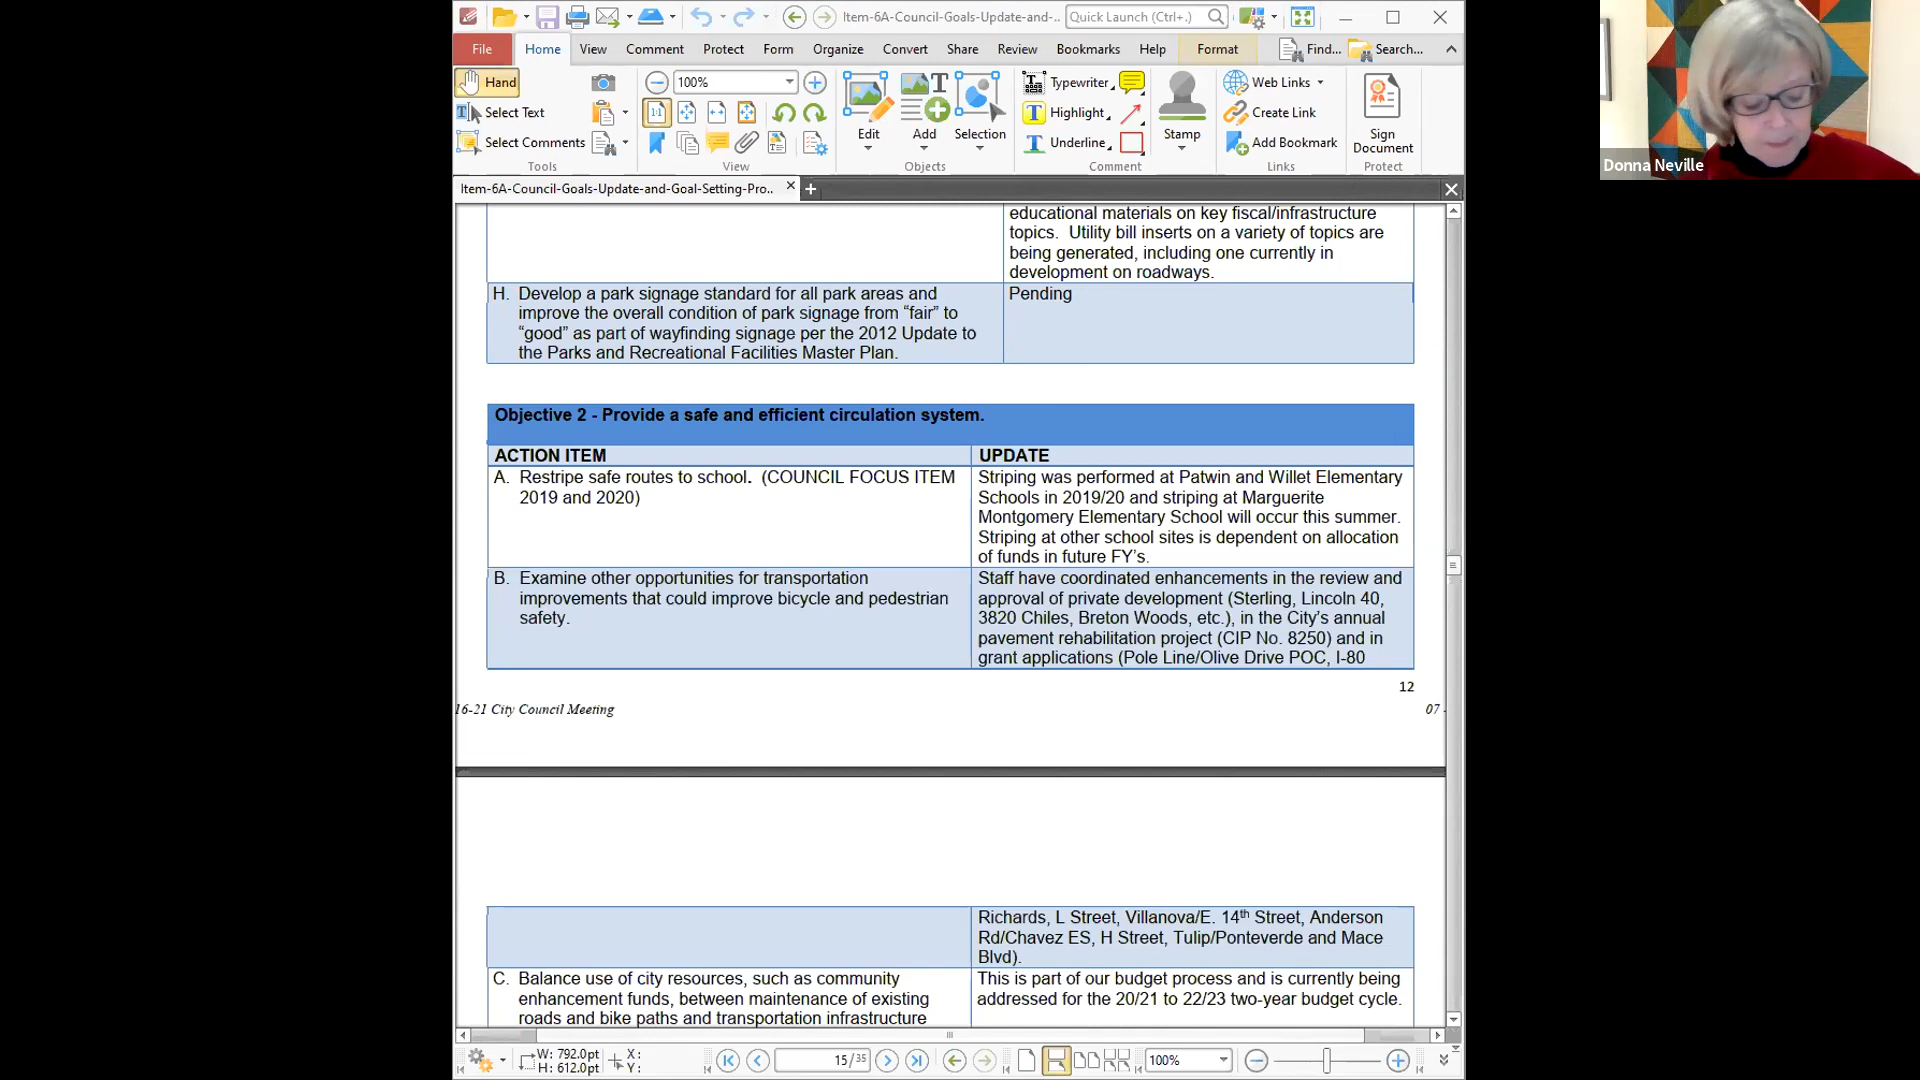 Item-6A-Council-Goals-Update-and-...
Quick Launch (Ctrl+.)
File
Home
View
Comment
Protect
Form
Organize
Convert
Share
Review
Bookmarks
Help
Format
Find...
Search...
Hand
Select Text
Select Comments
Tools
100%
1:1
View
Edit
Add
Selection
Objects
Typewriter
Highlight
Underline
Comment
Stamp
Web Links
Create Link
Add Bookmark
Links
Sign
Document
Protect
Item-6A-Council-Goals-Update-and-Goal-Setting-Pro..
educational materials on key fiscal/infrastructure
topics. Utility bill inserts on a variety of topics are
being generated, including one currently in
development on roadways.
H. Develop a park signage standard for all park areas and
improve the overall condition of park signage from “fair” to
“good” as part of wayfinding signage per the 2012 Update to
the Parks and Recreational Facilities Master Plan.
Pending
Objective 2 - Provide a safe and efficient circulation system.
ACTION ITEM
UPDATE
A. Restripe safe routes to school. (COUNCIL FOCUS ITEM
2019 and 2020)
Striping was performed at Patwin and Willet Elementary
Schools in 2019/20 and striping at Marguerite
Montgomery Elementary School will occur this summer.
Striping at other school sites is dependent on allocation
of funds in future FY’s.
B. Examine other opportunities for transportation
improvements that could improve bicycle and pedestrian
safety.
Staff have coordinated enhancements in the review and
approval of private development (Sterling, Lincoln 40,
3820 Chiles, Breton Woods, etc.), in the City’s annual
pavement rehabilitation project (CIP No. 8250) and in
grant applications (Pole Line/Olive Drive POC, I-80
12
16-21 City Council Meeting
07 -
Richards, L Street, Villanova/E. 14th Street, Anderson
Rd/Chavez ES, H Street, Tulip/Ponteverde and Mace
Blvd).
C. Balance use of city resources, such as community
enhancement funds, between maintenance of existing
roads and bike paths and transportation infrastructure
This is part of our budget process and is currently being
addressed for the 20/21 to 22/23 two-year budget cycle.
W: 792.0pt
H: 612.0pt
X:
Y:
15 / 35
100%
Donna Neville